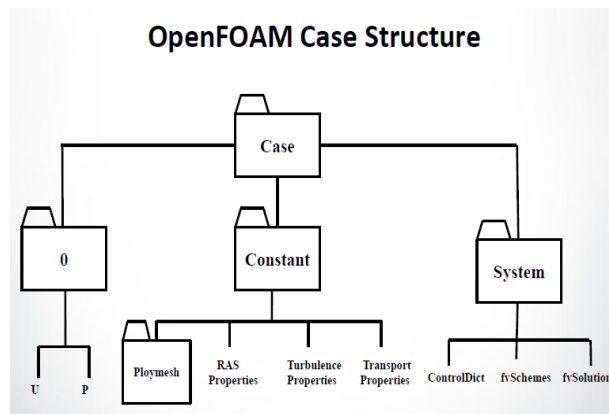 OpenFOAM Case Structure
Case
0
Constant
System
U
P
Ploymesh
RAS
Properties
Turbulence
Properties
Transport
Properties
ControlDict
fvSchemes
fvSolution